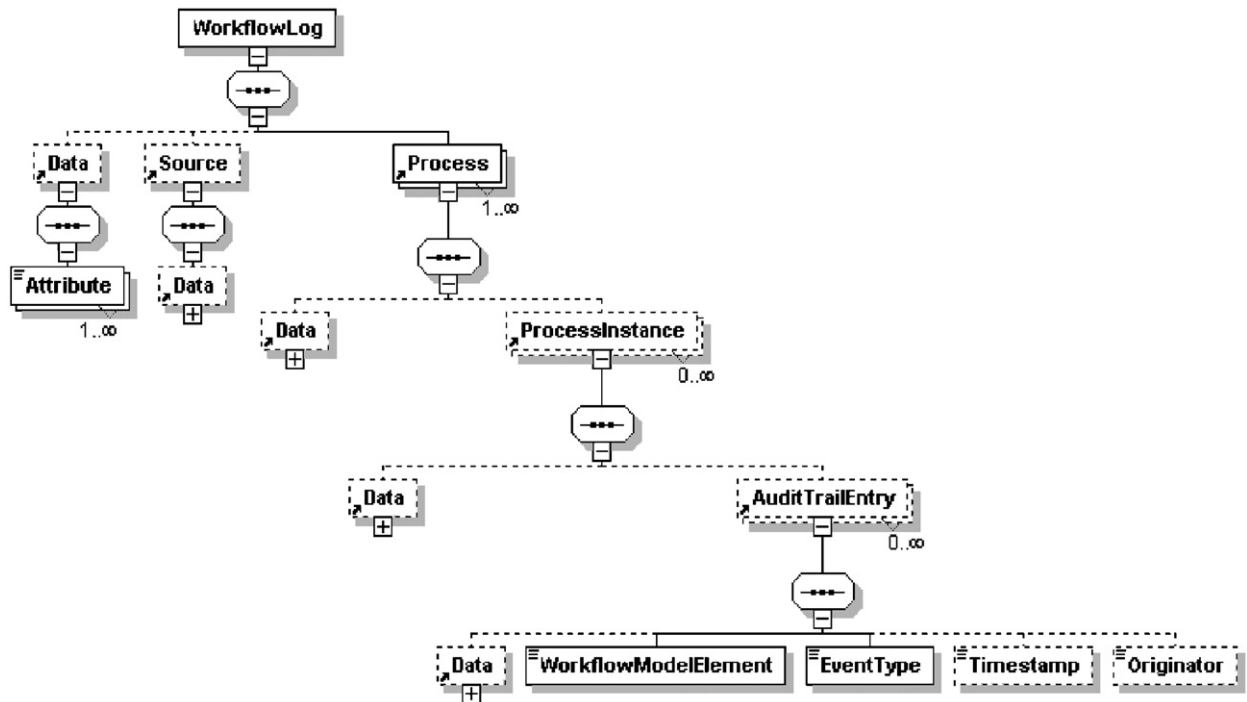 WorkflowLog
Data
Source
Process
1..∞
Attribute
1..∞
Data
Data
ProcessInstance
0..∞
Data
AuditTrailEntry
0..∞
Data
WorkflowModelElement
EventType
Timestamp
Originator